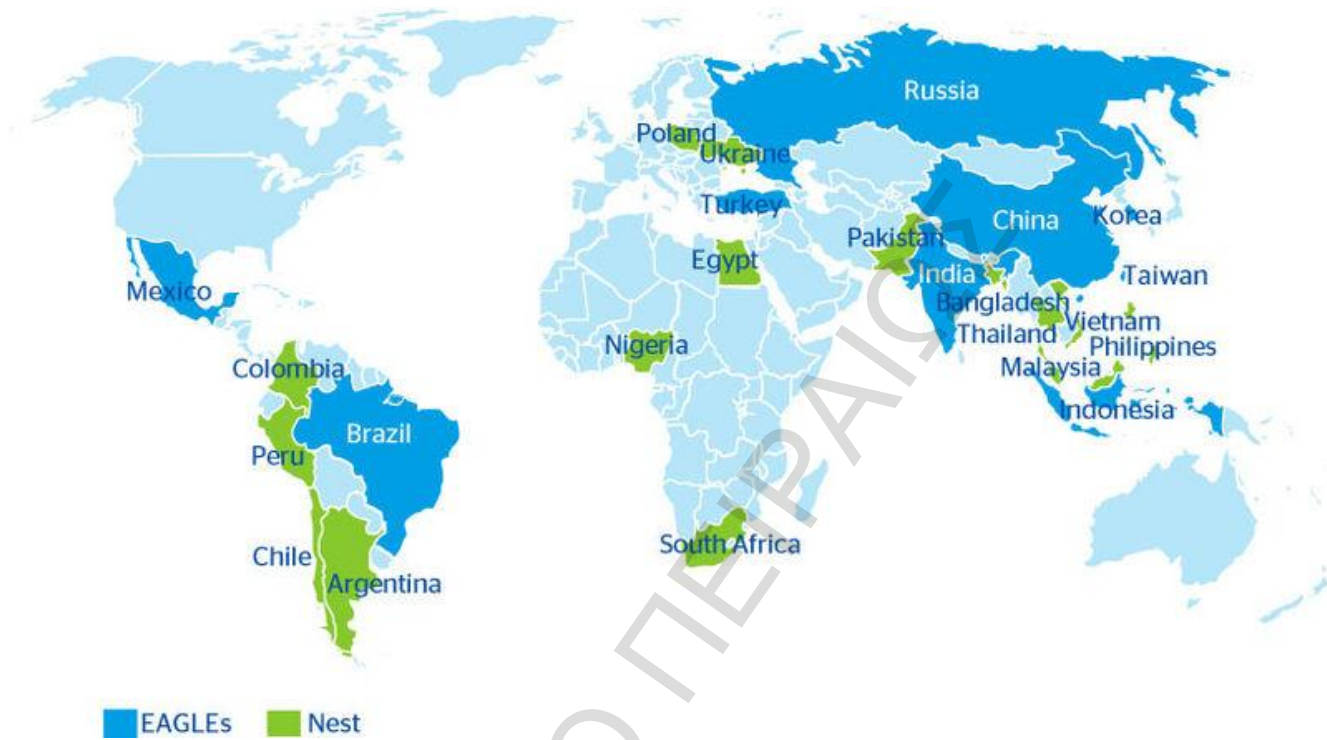 Russia
Poland
Ukraine
Turkey
China
Korea
Pakistan
Egypt
India
Taiwan
Mexico
Bangladesh
Vietnam
Thailand
Nigeria
Philippines
Colombia
Malaysia
Indonesia
Brazil
Peru
South Africa
Chile
Argentina
EAGLEs
Nest
Ο ΠΕΙΡΑΙΩΣ